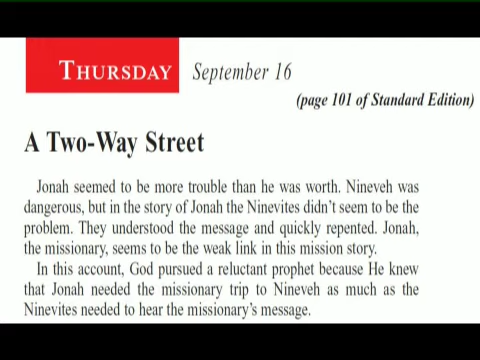 THURSDAY September 16
(page 101 of Standard Edition)
A Two-Way Street
Jonah seemed to be more trouble than he was worth. Nineveh was
dangerous, but in the story of Jonah the Ninevites didn't seem to be the
problem. They understood the message and quickly repented. Jonah,
the missionary, seems to be the weak link in this mission story.
In this account, God pursued a reluctant prophet because He knew
that Jonah needed the missionary trip to Nineveh as much as the
Ninevites needed to hear the missionary's message.